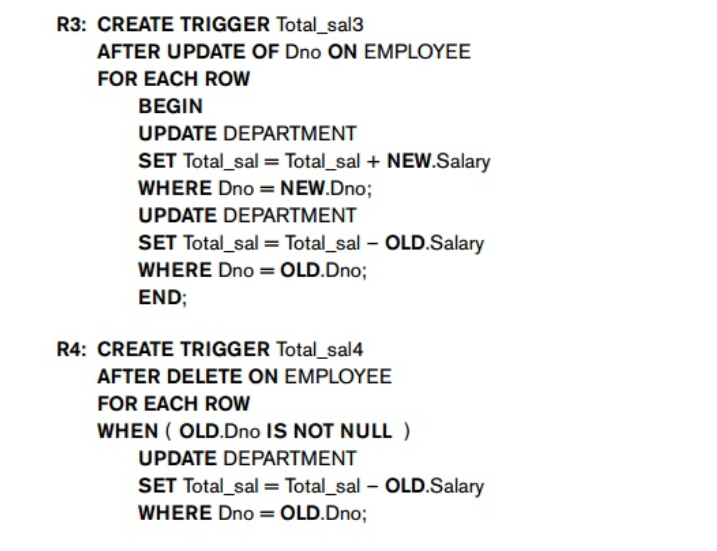 R3: CREATE TRIGGER Total_sal3
AFTER UPDATE OF Dno ON EMPLOYEE
FOR EACH ROW
BEGIN
UPDATE DEPARTMENT
SET Total_sal = Total_sal + NEW.Salary
WHERE Dno = NEW.Dno;
UPDATE DEPARTMENT
SET Total_sal = Total_sal – OLD.Salary
WHERE Dno = OLD.Dno;
END;
R4: CREATE TRIGGER Total_sal4
AFTER DELETE ON EMPLOYEE
FOR EACH ROW
WHEN ( OLD.Dno IS NOT NULL )
UPDATE DEPARTMENT
SET Total_sal = Total_sal – OLD.Salary
WHERE Dno = OLD.Dno;